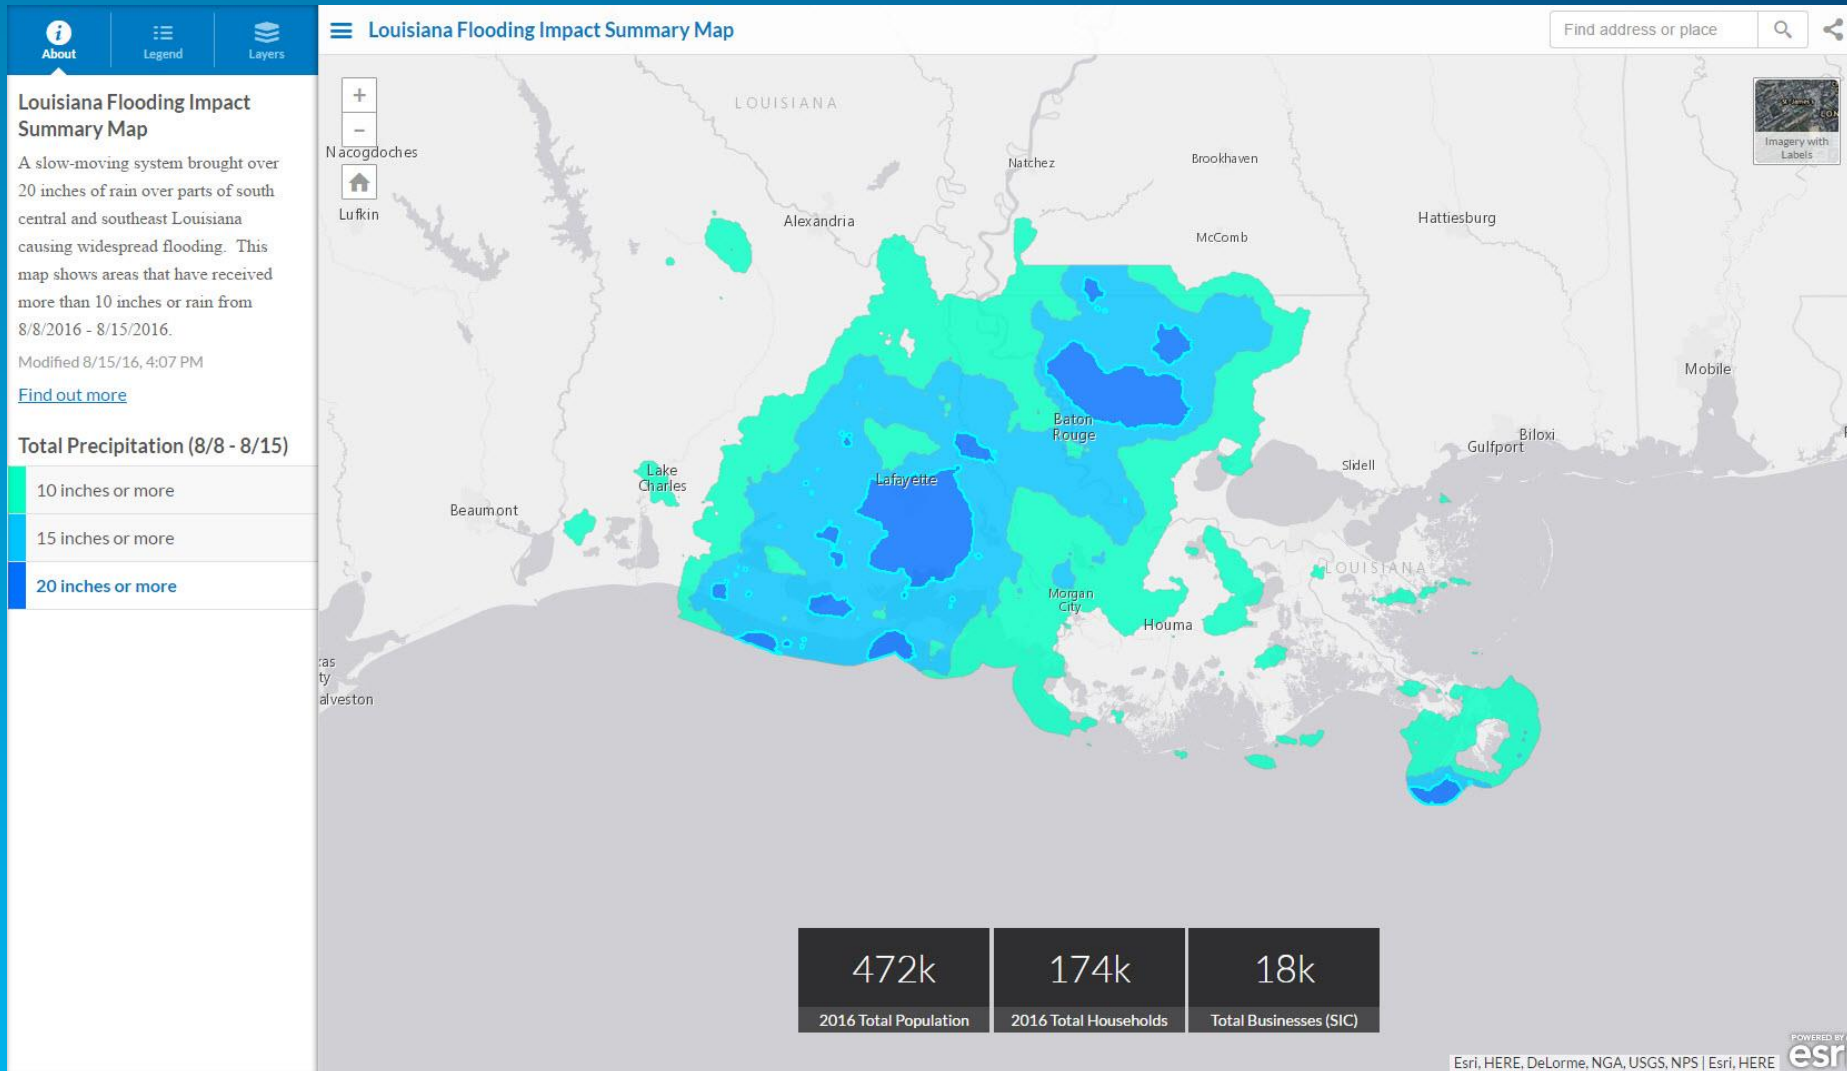 About
Legend
Layers
Louisiana Flooding Impact Summary Map
Find address or place
Louisiana Flooding Impact
Summary Map
A slow-moving system brought over
20 inches of rain over parts of south
central and southeast Louisiana
causing widespread flooding. This
map shows areas that have received
more than 10 inches or rain from
8/8/2016 - 8/15/2016.
Modified 8/15/16, 4:07 PM
Find out more
Total Precipitation (8/8 - 8/15)
10 inches or more
15 inches or more
20 inches or more
+
−
Imagery with
Labels
LOUISIANA
Nacogdoches
Natchez
Brookhaven
Lufkin
Alexandria
Hattiesburg
McComb
Mobile
Baton
Rouge
Biloxi
Gulfport
Slidell
Lake
Charles
Lafayette
Beaumont
LOUISIANA
Morgan
City
Houma
xas
ty
alveston
472k
2016 Total Population
174k
2016 Total Households
18k
Total Businesses (SIC)
Esri, HERE, DeLorme, NGA, USGS, NPS | Esri, HERE
POWERED BY
esri